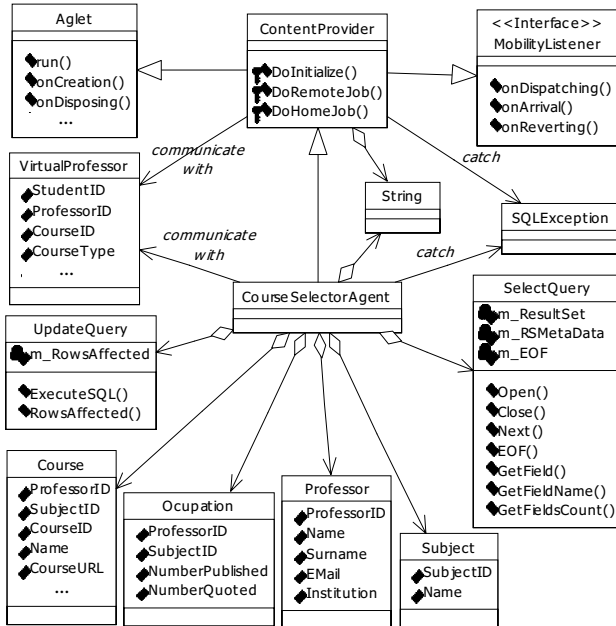 Aglet
run()
onCreation()
onDisposing()
...
ContentProvider
DoInitialize()
DoRemoteJob()
DoHomeJob()
<<Interface>>
MobilityListener
onDispatching()
onArrival()
onReverting()
communicate
with
catch
VirtualProfessor
StudentID
ProfessorID
CourseID
CourseType
...
String
SQLException
communicate
with
catch
CourseSelectorAgent
UpdateQuery
m_RowsAffected
ExecuteSQL()
RowsAffected()
SelectQuery
m_ResultSet
m_RSMetaData
m_EOF
Open()
Close()
Next()
EOF()
GetField()
GetFieldName()
GetFieldsCount()
Course
ProfessorID
SubjectID
CourseID
Name
CourseURL
...
Ocupation
ProfessorID
SubjectID
NumberPublished
NumberQuoted
Professor
ProfessorID
Name
Surname
EMail
Institution
Subject
SubjectID
Name